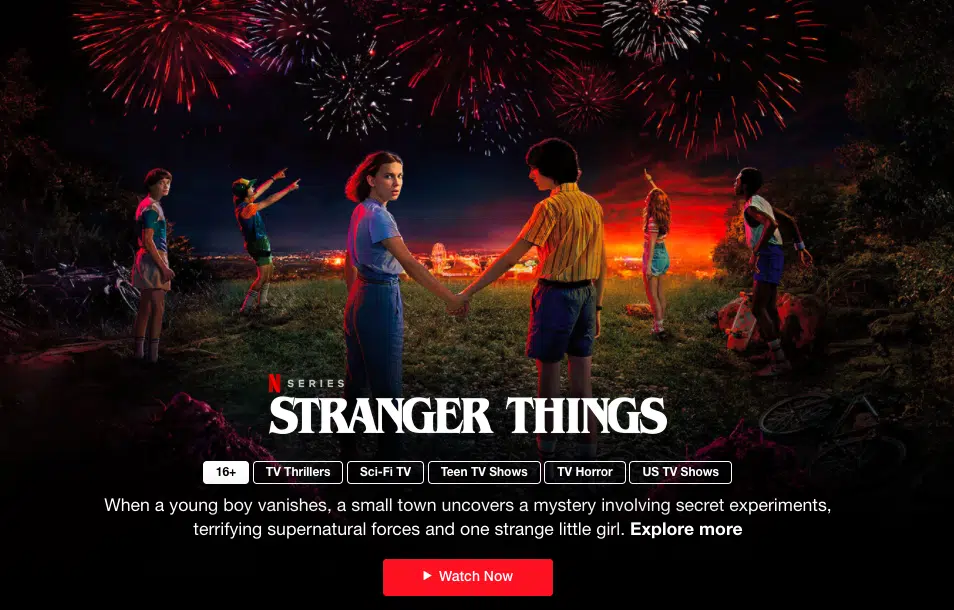 N SERIES
STRANGER THINGS
16+ TV Thrillers Sci-Fi TV Teen TV Shows TV Horror US TV Shows
When a young boy vanishes, a small town uncovers a mystery involving secret experiments,
terrifying supernatural forces and one strange little girl. Explore more
Watch Now